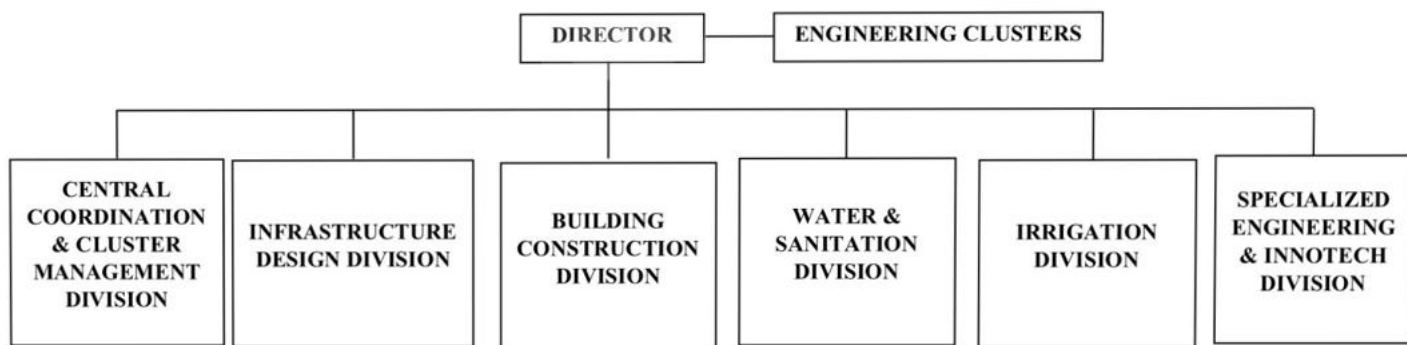 DIRECTOR
ENGINEERING CLUSTERS
CENTRAL
COORDINATION
& CLUSTER
MANAGEMENT
DIVISION
INFRASTRUCTURE
DESIGN DIVISION
BUILDING
CONSTRUCTION
DIVISION
WATER &
SANITATION
DIVISION
IRRIGATION
DIVISION
SPECIALIZED
ENGINEERING
& INNOTECH
DIVISION